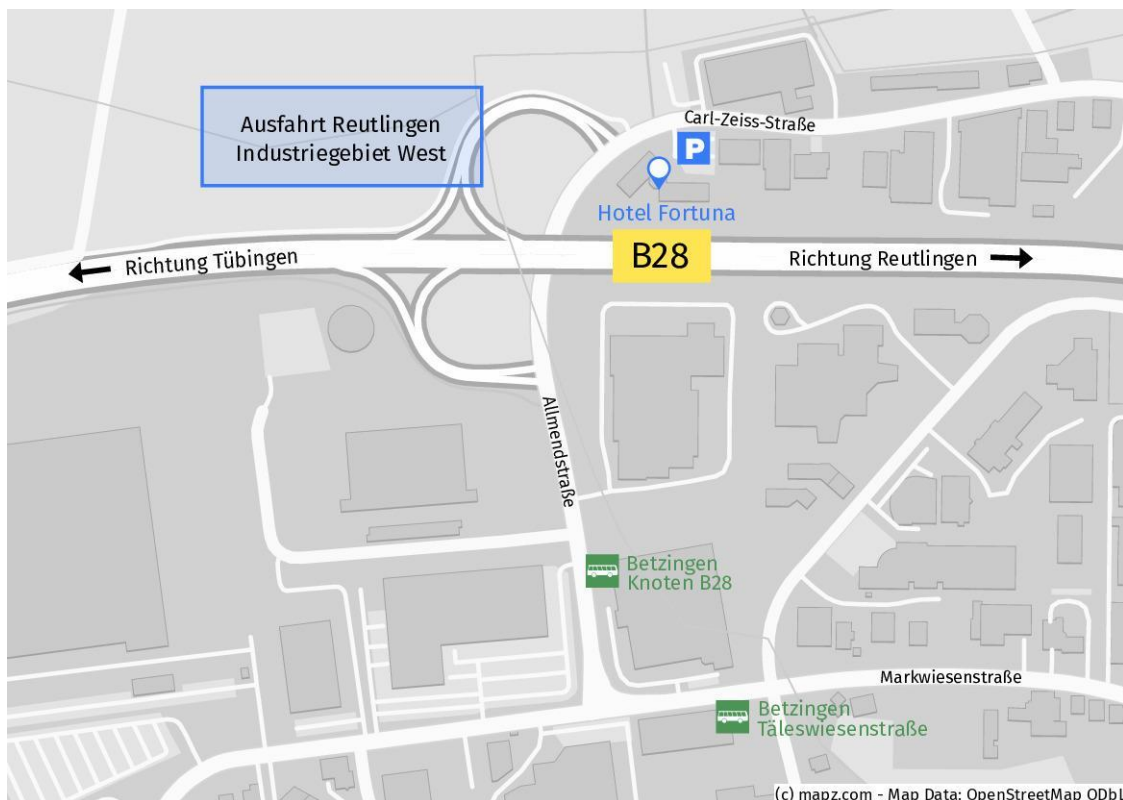 Ausfahrt Reutlingen
Industriegebiet West
Carl-Zeiss-Straße
P
Hotel Fortuna
B28
Richtung Tübingen
Richtung Reutlingen
Allmendstraße
Betzingen
Knoten B28
Markwiesenstraße
Betzingen
Täleswiesenstraße
(c) mapz.com - Map Data: OpenStreetMap ODbL